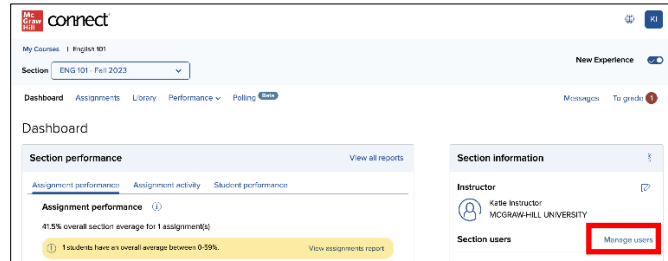 Mc Graw Hill connect
KI
My Courses | English 101
New Experience
Section ENG 101 - Fall 2023
Dashboard Assignments Library Performance Polling Beta Messages To grade 1
Dashboard
Section performance View all reports
Section information
Assignment performance Assignment activity Student performance
Instructor
Assignment performance
Katie Instructor
MCGRAW-HILL UNIVERSITY
41.5% overall section average for 1 assignment(s)
1 students have an overall average between 0-59%. View assignments report
Section users Manage users